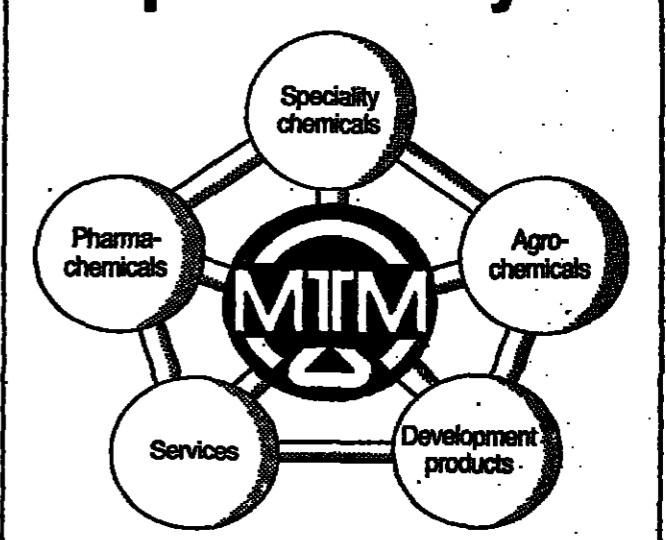 Speciality
chemicals
Pharma-
chemicals
Agro-
chemicals
MTM
Services
Development
products